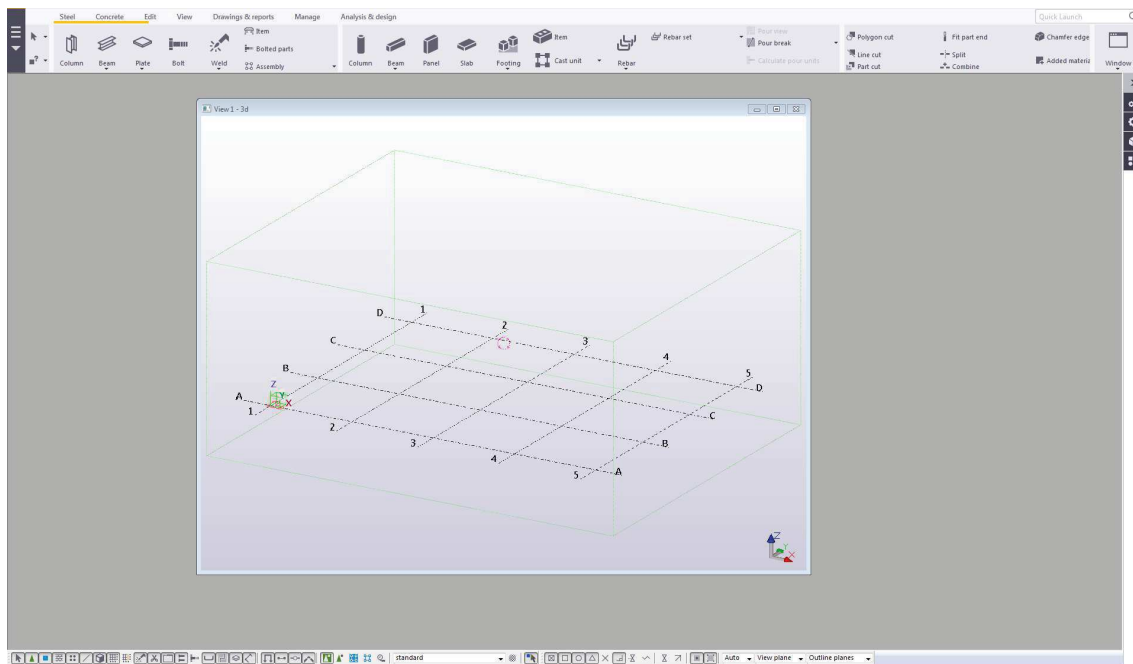 Steel Concrete Edit View Drawings & reports Manage Analysis & design Quick Launch
Item Item Rebar set Pour view Polygon cut Fit part end Chamfer edge
Bolted parts Pour break Line cut Split
Column Beam Plate Bolt Weld Assembly Column Beam Panel Slab Footing Cast unit Rebar Calculate pour units Part cut Combine Added materia Window
View 1 - 3d
D 1
2
C 3
4
B 5
D
Z Y
A X
1 C
2
3 B
4
5 A
Z
Y
X
standard Auto View plane Outline planes